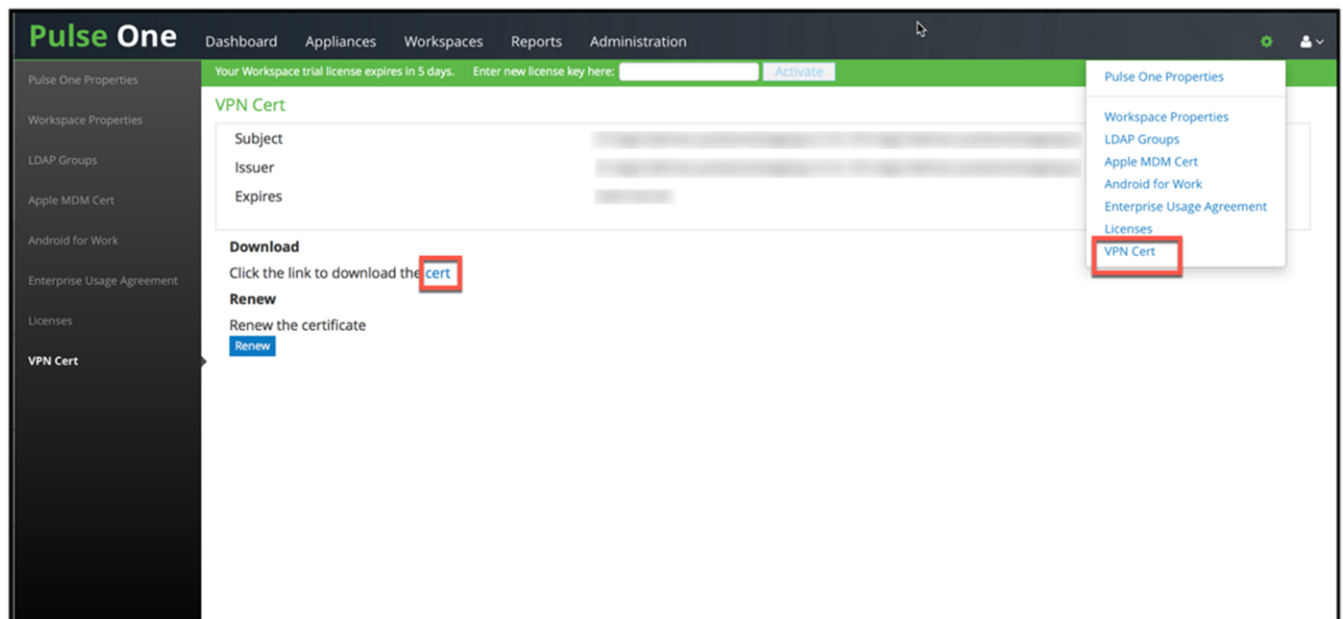 Pulse One
Dashboard Appliances Workspaces Reports Administration
Your Workspace trial license expires in 5 days. Enter new license key here: Activate
Pulse One Properties
Workspace Properties
LDAP Groups
Apple MDM Cert
Android for Work
Enterprise Usage Agreement
Licenses
VPN Cert
VPN Cert
Subject
Issuer
Expires
Download
Click the link to download the cert
Renew
Renew the certificate
Renew
Pulse One Properties
Workspace Properties
LDAP Groups
Apple MDM Cert
Android for Work
Enterprise Usage Agreement
Licenses
VPN Cert